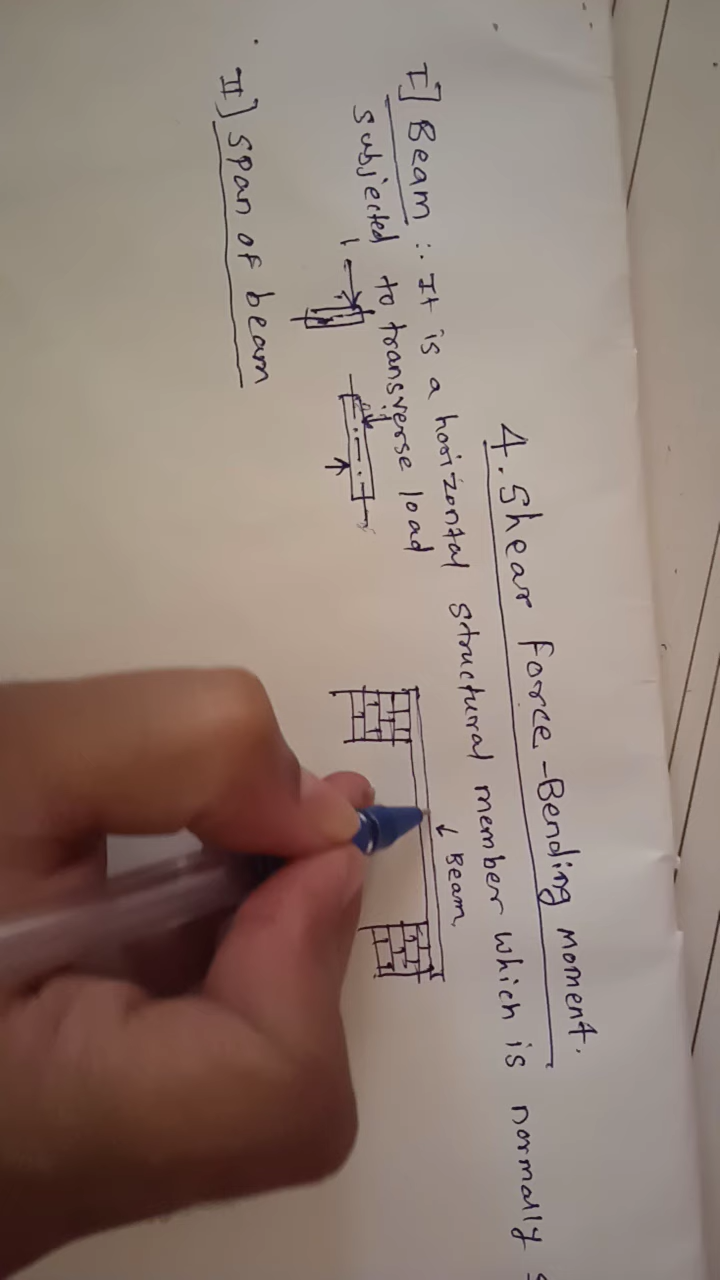 4. Shear force-Bending moment.
I] Beam :. It is a horizontal structural member which is normally
subjected to transverse load
↙ Beam.
II] Span of beam